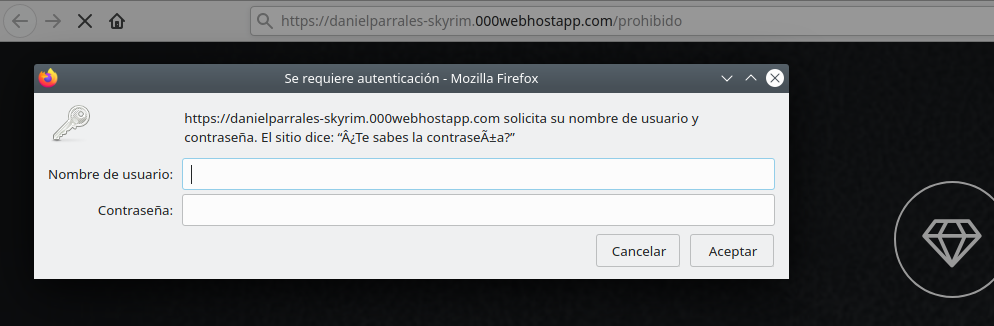 https://danielparrales-skyrim.000webhostapp.com/prohibido
Se requiere autenticación - Mozilla Firefox
https://danielparrales-skyrim.000webhostapp.com solicita su nombre de usuario y
contraseña. El sitio dice: “Â¿Te sabes la contraseÃ±a?”
Nombre de usuario:
Contraseña:
Cancelar
Aceptar